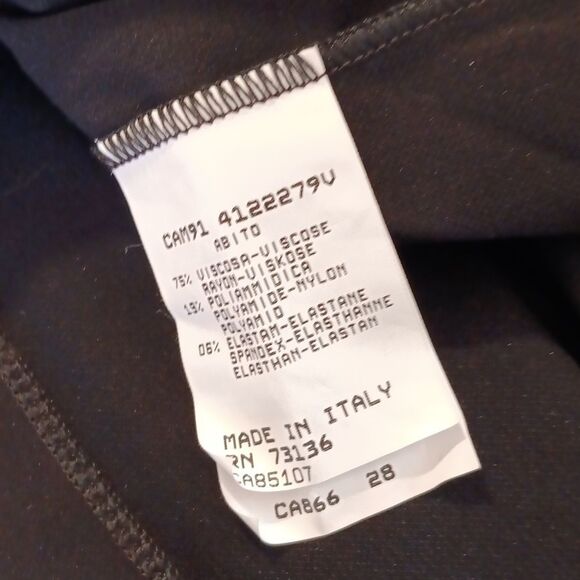 CAM91 4122279V
ABITO
75% VISCOSA-VISCOSE
RAYON-VISKOSE
19% POLIAMMIDICA
POLYAMIDE-NYLON
POLYAMID
06% ELASTAM-ELASTANE
SPANDEX-ELASTHANNE
ELASTHAN-ELASTAN
MADE IN ITALY
RN 73136
CA85107
CA866 28